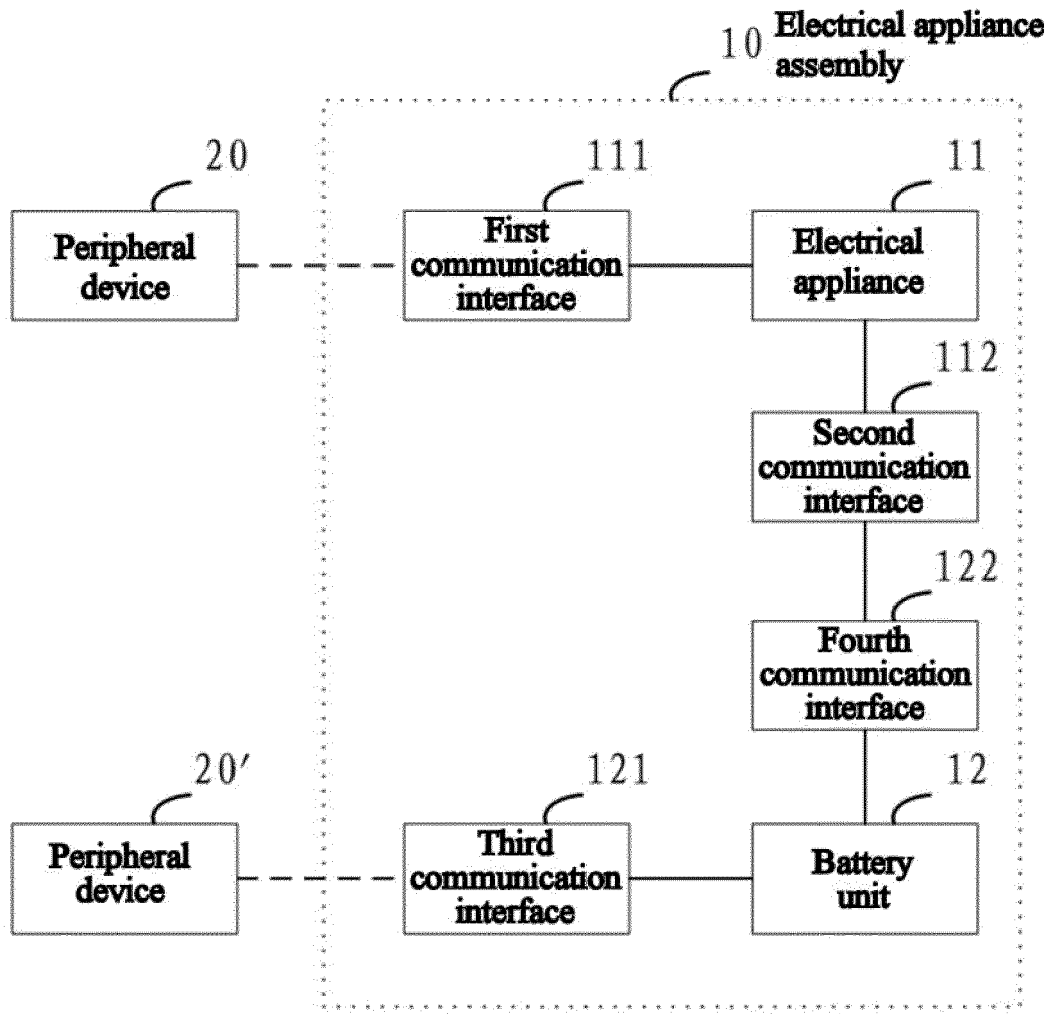 10
Electrical appliance
assembly
20
111
11
Peripheral
device
First
communication
interface
Electrical
appliance
112
Second
communication
interface
122
Fourth
communication
interface
20′
121
12
Peripheral
device
Third
communication
interface
Battery
unit